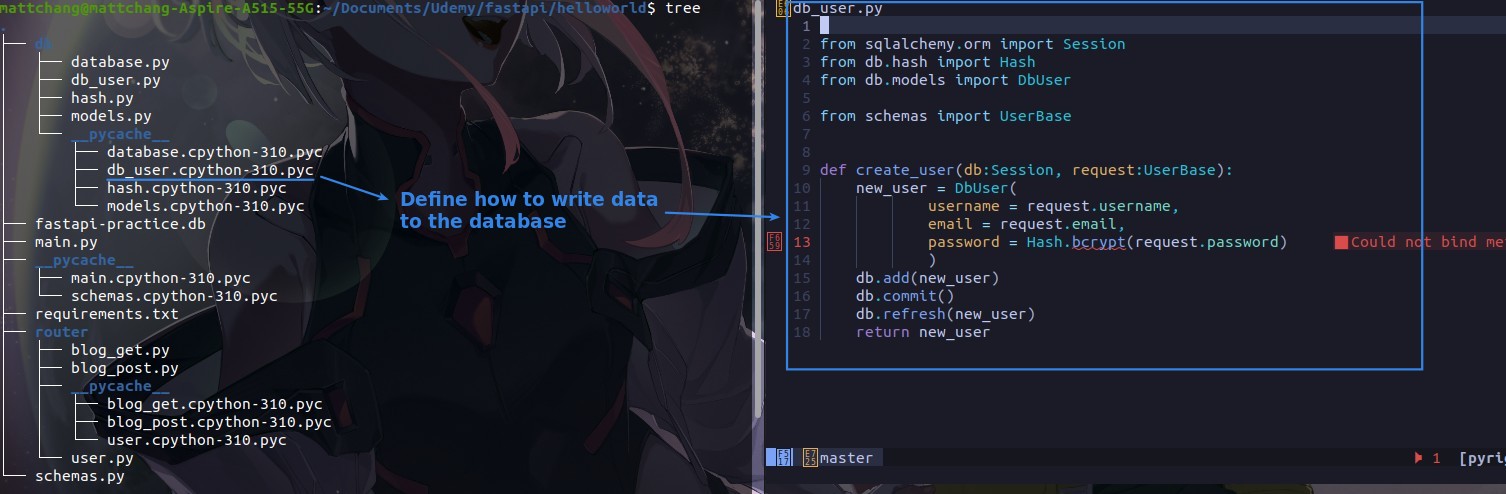 mattchang@mattchang-Aspire-A515-55G:~/Documents/Udemy/fastapi/helloworld$ tree
.
db
database.py
db_user.py
hash.py
models.py
__pycache__
database.cpython-310.pyc
db_user.cpython-310.pyc
hash.cpython-310.pyc
models.cpython-310.pyc
fastapi-practice.db
main.py
__pycache__
main.cpython-310.pyc
schemas.cpython-310.pyc
requirements.txt
router
blog_get.py
blog_post.py
__pycache__
blog_get.cpython-310.pyc
blog_post.cpython-310.pyc
user.cpython-310.pyc
user.py
schemas.py
Define how to write data
to the database
db_user.py
1
2 from sqlalchemy.orm import Session
3 from db.hash import Hash
4 from db.models import DbUser
5
6 from schemas import UserBase
7
8
9 def create_user(db:Session, request:UserBase):
10 new_user = DbUser(
11 username = request.username,
12 email = request.email,
13 password = Hash.bcrypt(request.password) Could not bind me
14 )
15 db.add(new_user)
16 db.commit()
17 db.refresh(new_user)
18 return new_user
master 1 [pyri